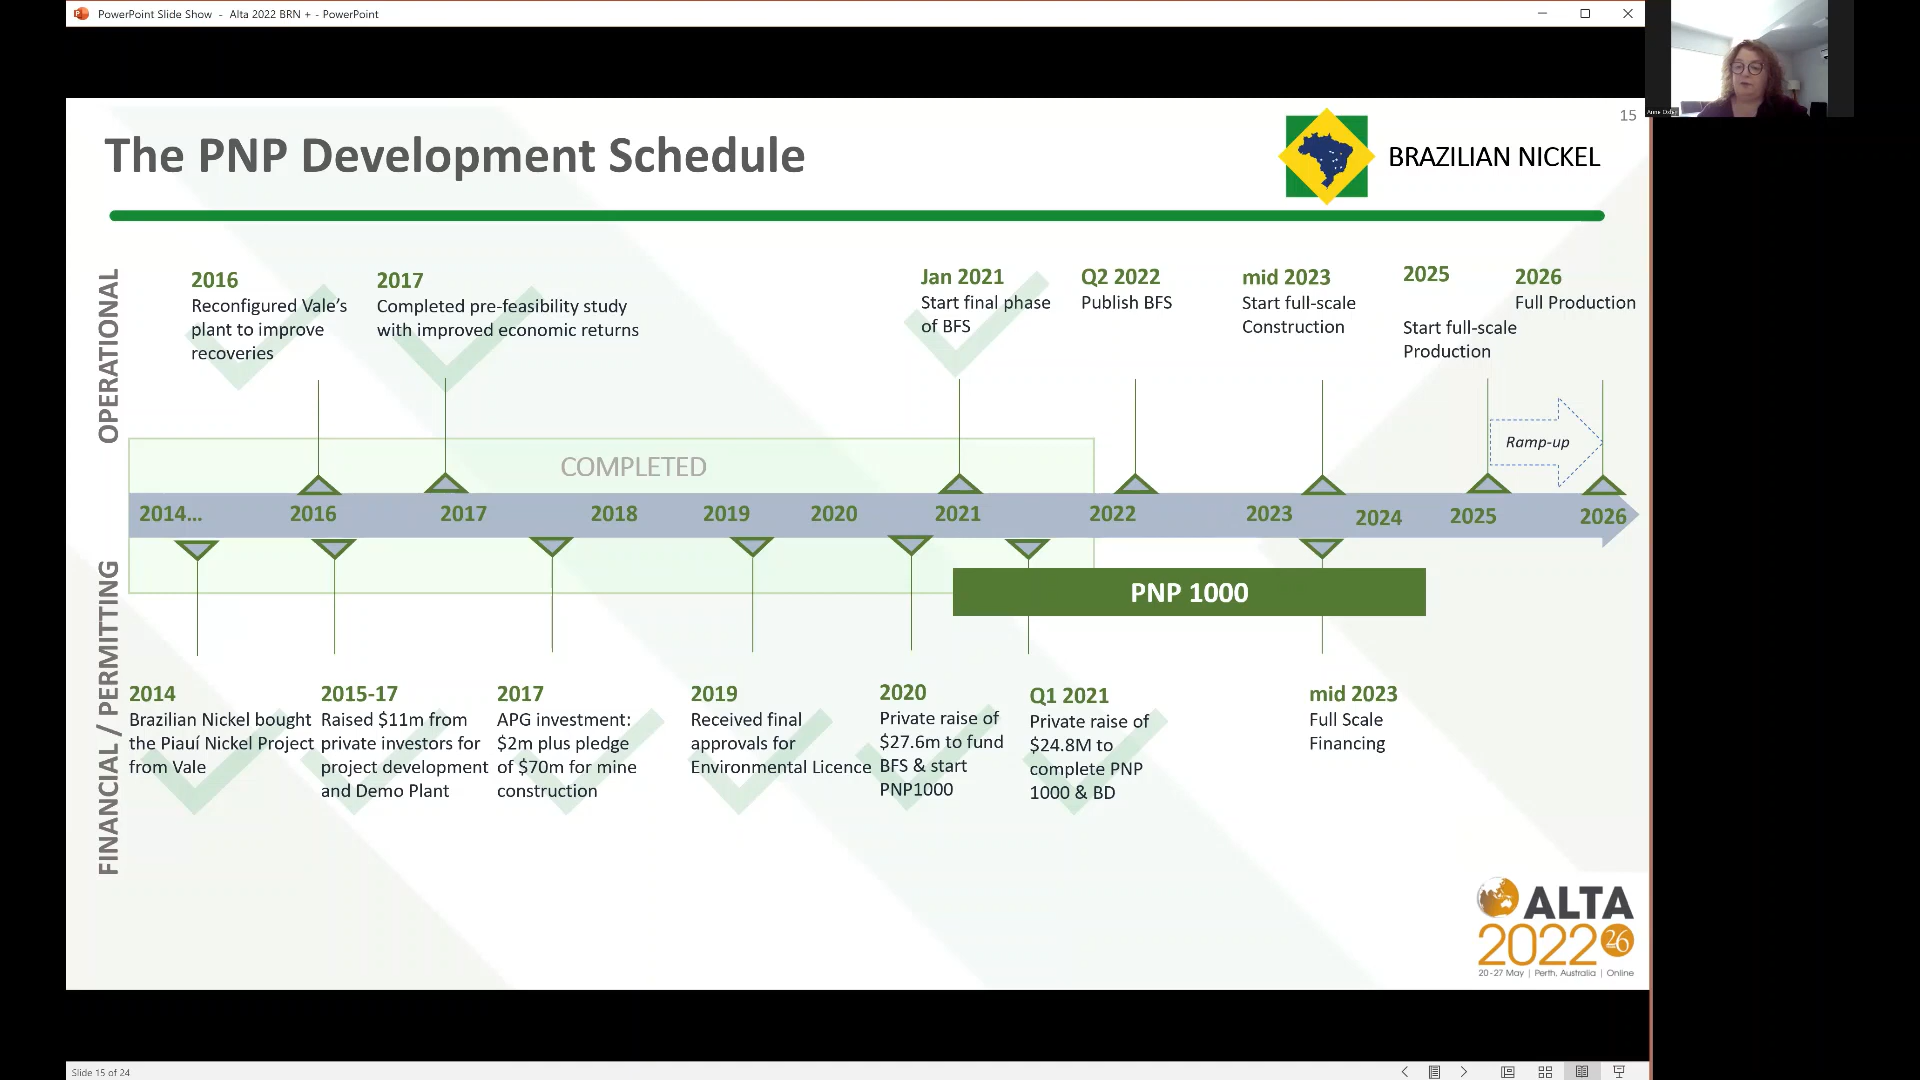 PowerPoint Slide Show - Alta 2022 BRN + - PowerPoint
Anne Oxley
15
The PNP Development Schedule
BRAZILIAN NICKEL
OPERATIONAL
2016
Reconfigured Vale's
plant to improve
recoveries
2017
Completed pre-feasibility study
with improved economic returns
Jan 2021
Start final phase
of BFS
Q2 2022
Publish BFS
mid 2023
Start full-scale
Construction
2025
Start full-scale
Production
2026
Full Production
Ramp-up
COMPLETED
2014... 2016 2017 2018 2019 2020 2021 2022 2023 2024 2025 2026
PNP 1000
FINANCIAL / PERMITTING
2014
Brazilian Nickel bought
the Piauí Nickel Project
from Vale
2015-17
Raised $11m from
private investors for
project development
and Demo Plant
2017
APG investment:
$2m plus pledge
of $70m for mine
construction
2019
Received final
approvals for
Environmental Licence
2020
Private raise of
$27.6m to fund
BFS & start
PNP1000
Q1 2021
Private raise of
$24.8M to
complete PNP
1000 & BD
mid 2023
Full Scale
Financing
ALTA
2022 26
20-27 May | Perth, Australia | Online
Slide 15 of 24